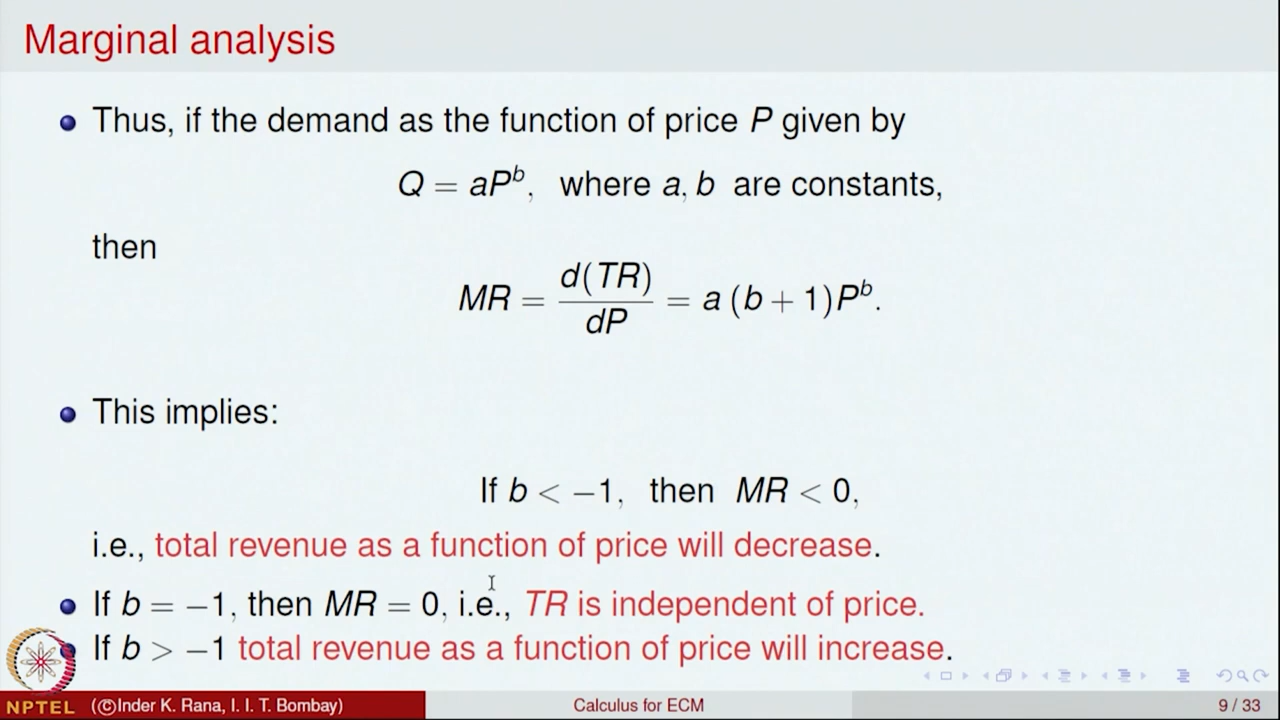 Marginal analysis
Thus, if the demand as the function of price P given by
Q = aP^b, where a, b are constants,
then
MR = d(TR)/dP = a (b + 1)P^b.
This implies:
If b < −1, then MR < 0,
i.e., total revenue as a function of price will decrease.
If b = −1, then MR = 0, i.e., TR is independent of price.
If b > −1 total revenue as a function of price will increase.
NPTEL (©Inder K. Rana, I. I. T. Bombay) Calculus for ECM 9 / 33